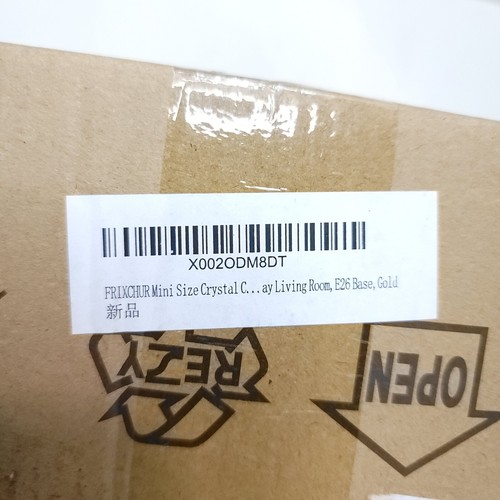 X002ODM8DT
FRIXCHUR Mini Size Crystal C...ay Living Room, E26 Base, Gold
新品
REZY
OPEN